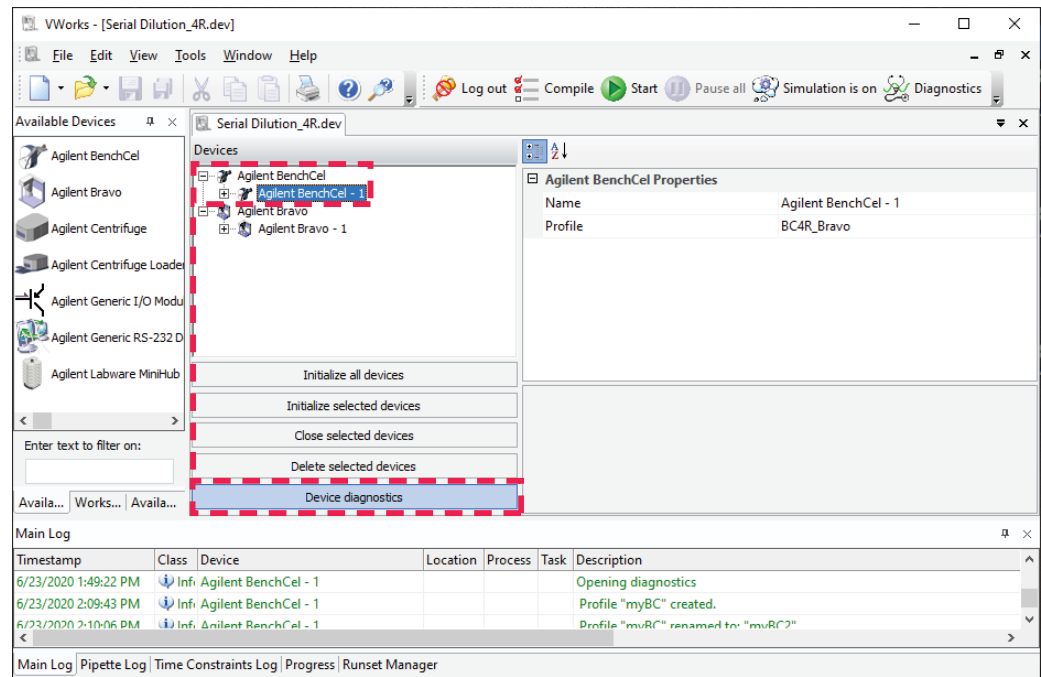 VWorks - [Serial Dilution_4R.dev]
File Edit View Tools Window Help
Log out Compile Start Pause all Simulation is on Diagnostics
Available Devices
Agilent BenchCel
Agilent Bravo
Agilent Centrifuge
Agilent Centrifuge Loader
Agilent Generic I/O Modu
Agilent Generic RS-232 D
Agilent Labware MiniHub
Enter text to filter on:
Availa... Works... Availa...
Serial Dilution_4R.dev
Devices
Agilent BenchCel
Agilent BenchCel - 1
Agilent Bravo
Agilent Bravo - 1
Initialize all devices
Initialize selected devices
Close selected devices
Delete selected devices
Device diagnostics
Agilent BenchCel Properties
Name Agilent BenchCel - 1
Profile BC4R_Bravo
Main Log
Timestamp Class Device Location Process Task Description
6/23/2020 1:49:22 PM Inf Agilent BenchCel - 1 Opening diagnostics
6/23/2020 2:09:43 PM Inf Agilent BenchCel - 1 Profile "myBC" created.
6/23/2020 2:10:06 PM Inf Agilent BenchCel - 1 Profile "myBC" renamed to: "myBC2"
Main Log Pipette Log Time Constraints Log Progress Runset Manager